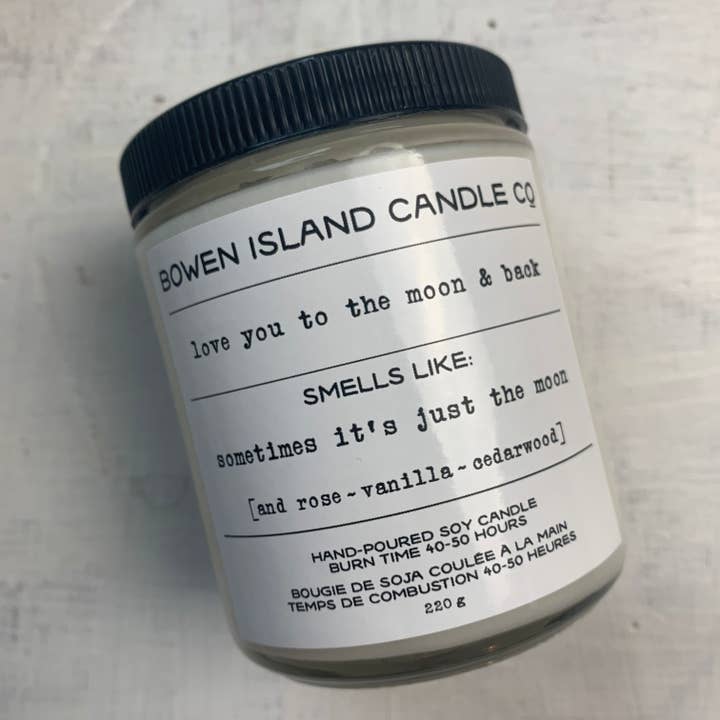 BOWEN ISLAND CANDLE CO
love you to the moon & back
SMELLS LIKE:
sometimes it's just the moon
[and rose~vanilla~cedarwood]
HAND-POURED SOY CANDLE
BURN TIME 40-50 HOURS
BOUGIE DE SOJA COULÉE À LA MAIN
TEMPS DE COMBUSTION 40-50 HEURES
220 g